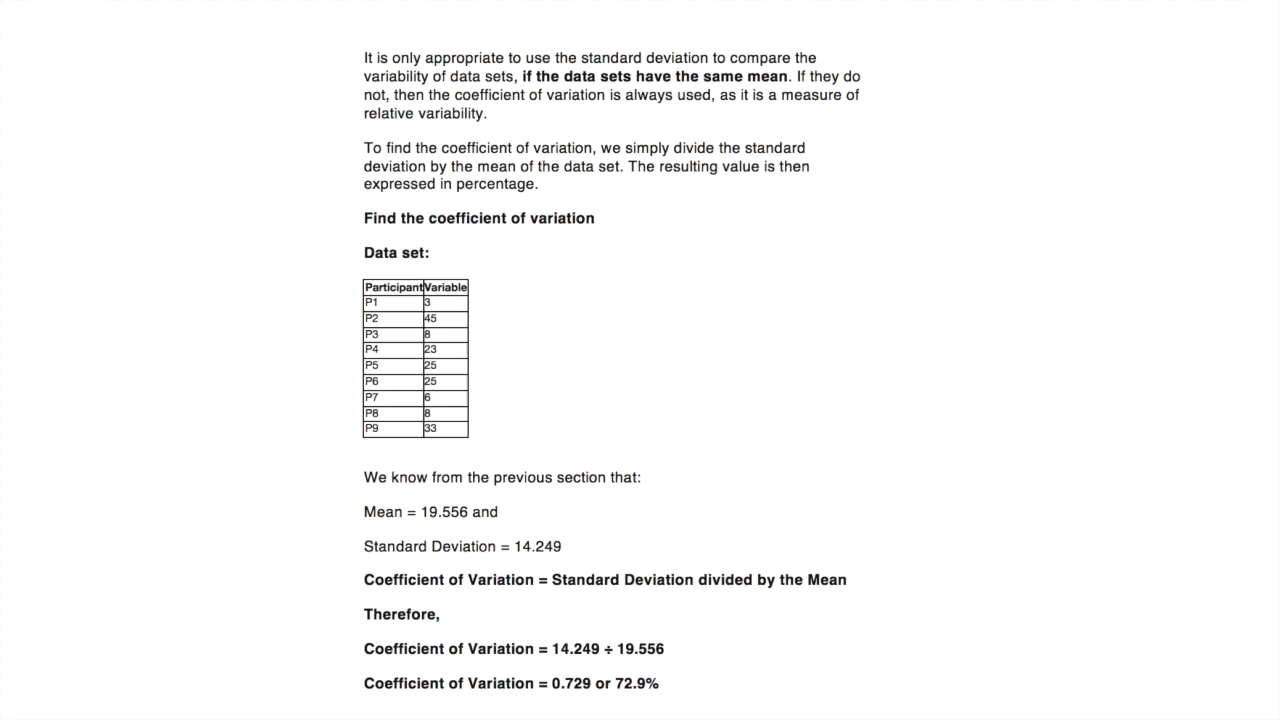 It is only appropriate to use the standard deviation to compare the
variability of data sets, if the data sets have the same mean. If they do
not, then the coefficient of variation is always used, as it is a measure of
relative variability.
To find the coefficient of variation, we simply divide the standard
deviation by the mean of the data set. The resulting value is then
expressed in percentage.
Find the coefficient of variation
Data set:
Participant Variable
P1 3
P2 45
P3 8
P4 23
P5 25
P6 25
P7 6
P8 8
P9 33
We know from the previous section that:
Mean = 19.556 and
Standard Deviation = 14.249
Coefficient of Variation = Standard Deviation divided by the Mean
Therefore,
Coefficient of Variation = 14.249 ÷ 19.556
Coefficient of Variation = 0.729 or 72.9%